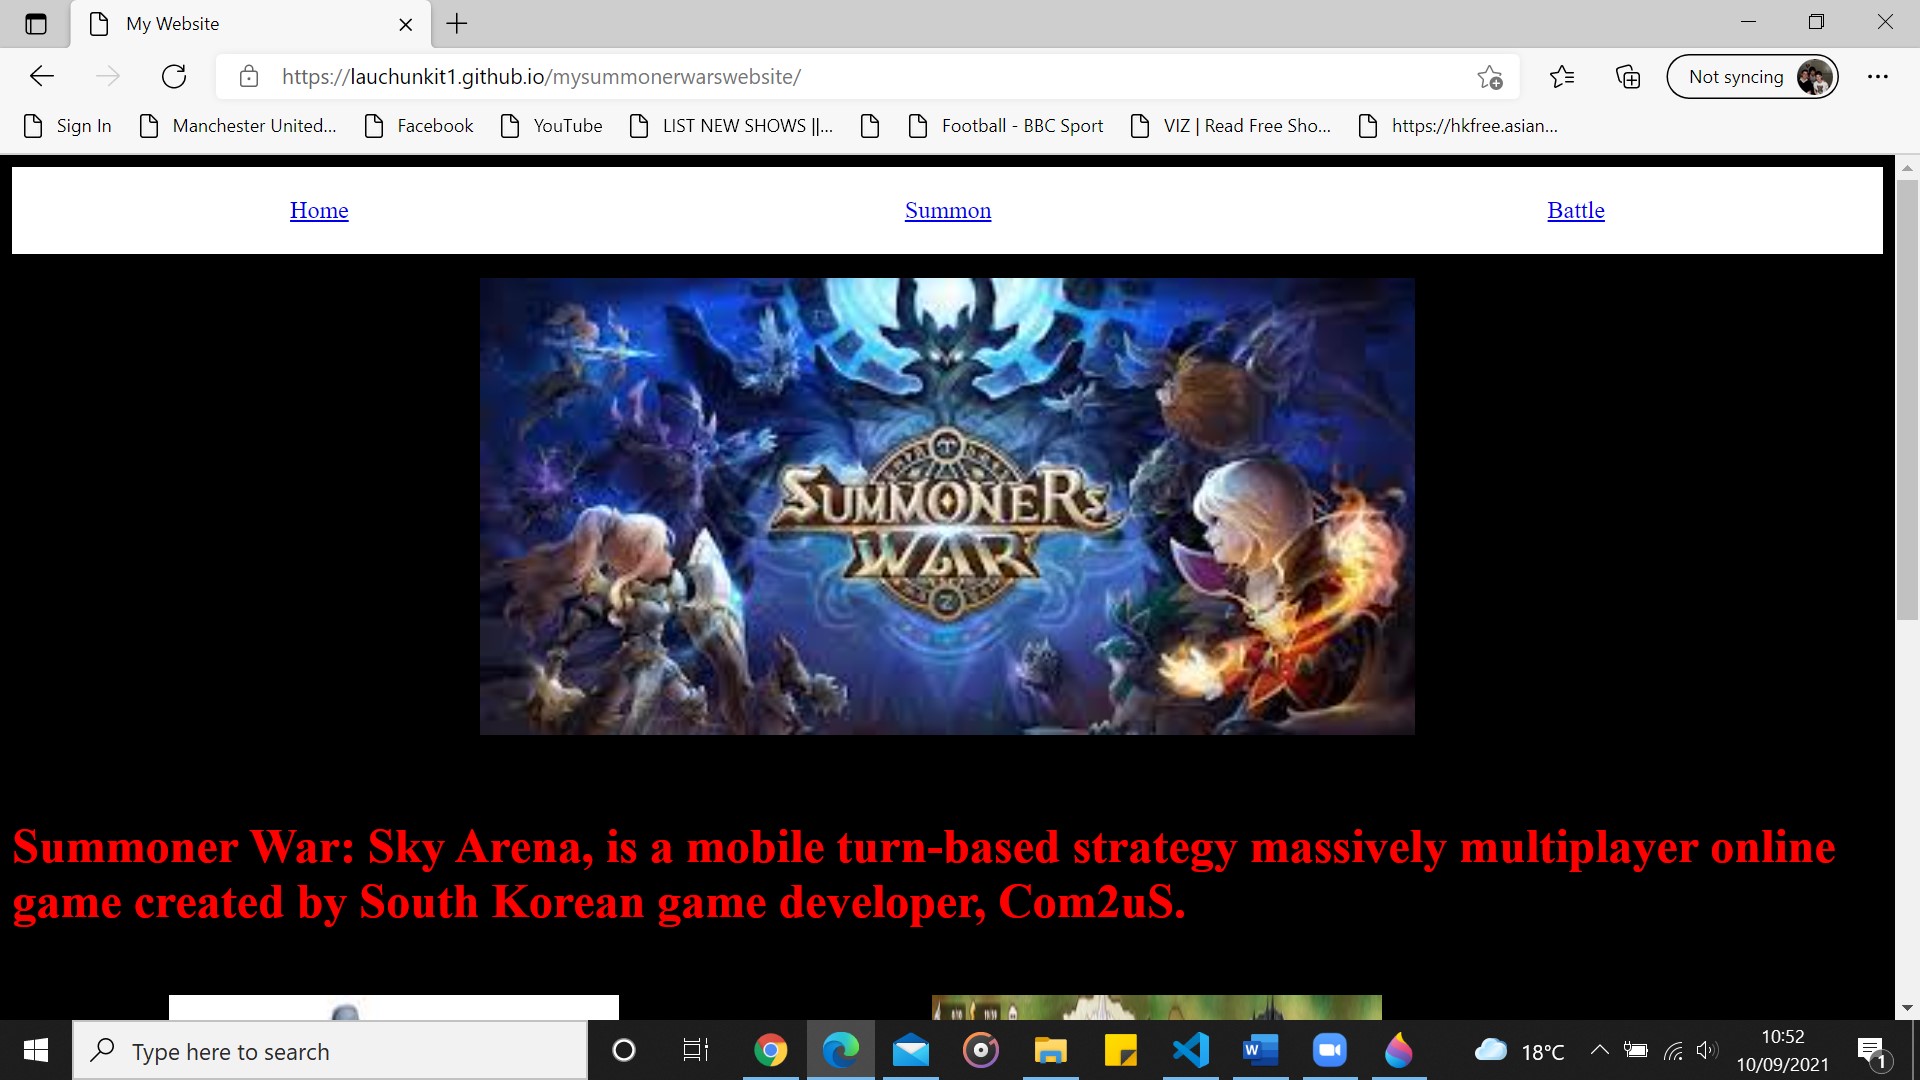 My Website
https://lauchunkit1.github.io/mysummonerwarswebsite/
Not syncing
Sign In
Manchester United...
Facebook
YouTube
LIST NEW SHOWS ||...
Football - BBC Sport
VIZ | Read Free Sho...
https://hkfree.asian...
Home
Summon
Battle
SUMMONERS
WAR
Summoner War: Sky Arena, is a mobile turn-based strategy massively multiplayer online
game created by South Korean game developer, Com2uS.
Type here to search
18°C
10:52
10/09/2021
1